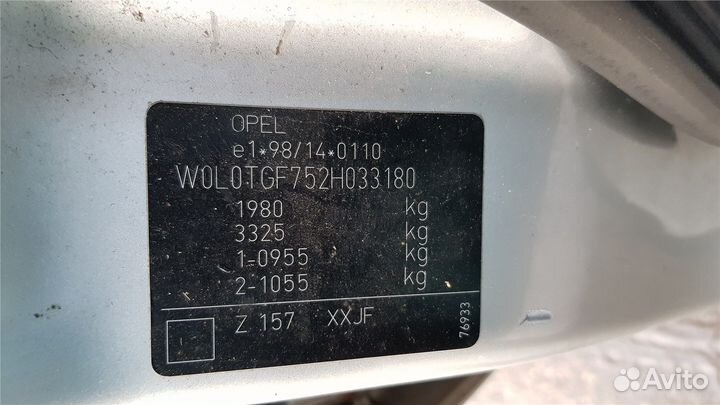 OPEL
e1*98/14*0110
W0L0TGF752H033180
1980 kg
3325 kg
1-0955 kg
2-1055 kg
Z 157 XXJF
76933
Avito